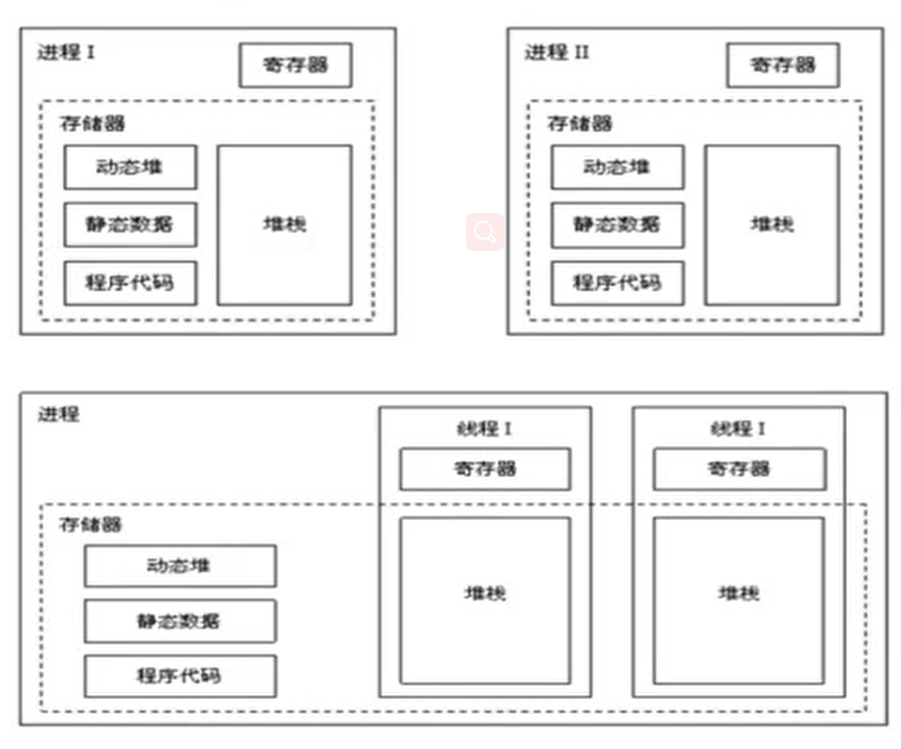 进程 I
寄存器
存储器
动态堆
静态数据
程序代码
堆栈
进程 II
寄存器
存储器
动态堆
静态数据
程序代码
堆栈
进程
线程 I
寄存器
堆栈
线程 I
寄存器
堆栈
存储器
动态堆
静态数据
程序代码